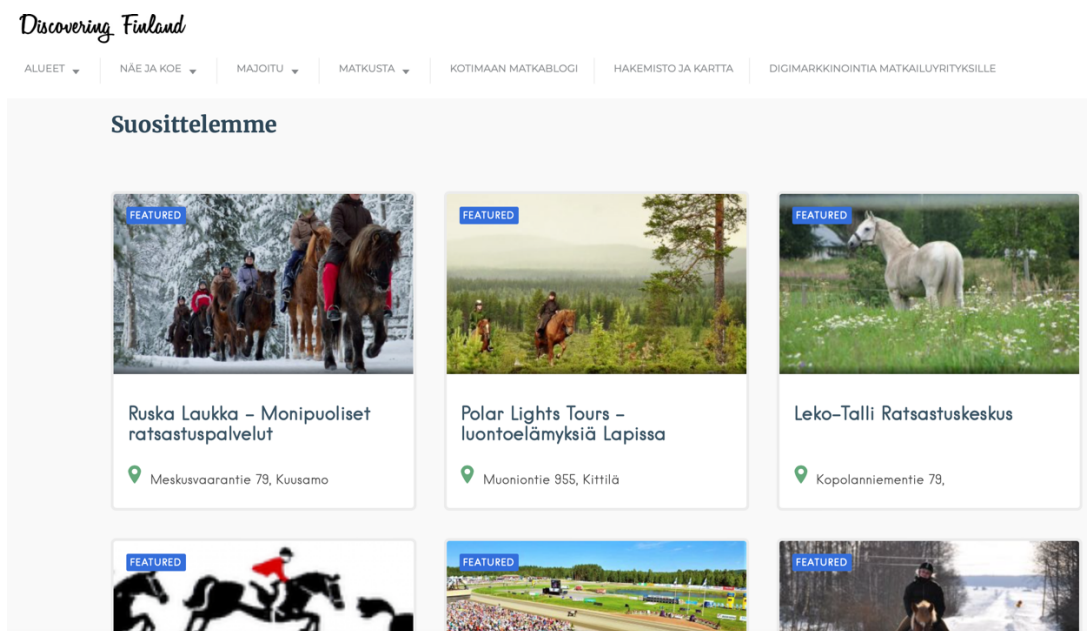 Discovering Finland
ALUEET
NÄE JA KOE
MAJOITU
MATKUSTA
KOTIMAAN MATKABLOGI
HAKEMISTO JA KARTTA
DIGIMARKKINOINTIA MATKAILUYRITYKSILLE
Suosittelemme
FEATURED
Ruska Laukka - Monipuoliset
ratsastuspalvelut
Meskusvaarantie 79, Kuusamo
FEATURED
Polar Lights Tours -
luontoelämyksiä Lapissa
Muoniontie 955, Kittilä
FEATURED
Leko-Talli Ratsastuskeskus
Kopolanniementie 79,
FEATURED
FEATURED
FEATURED